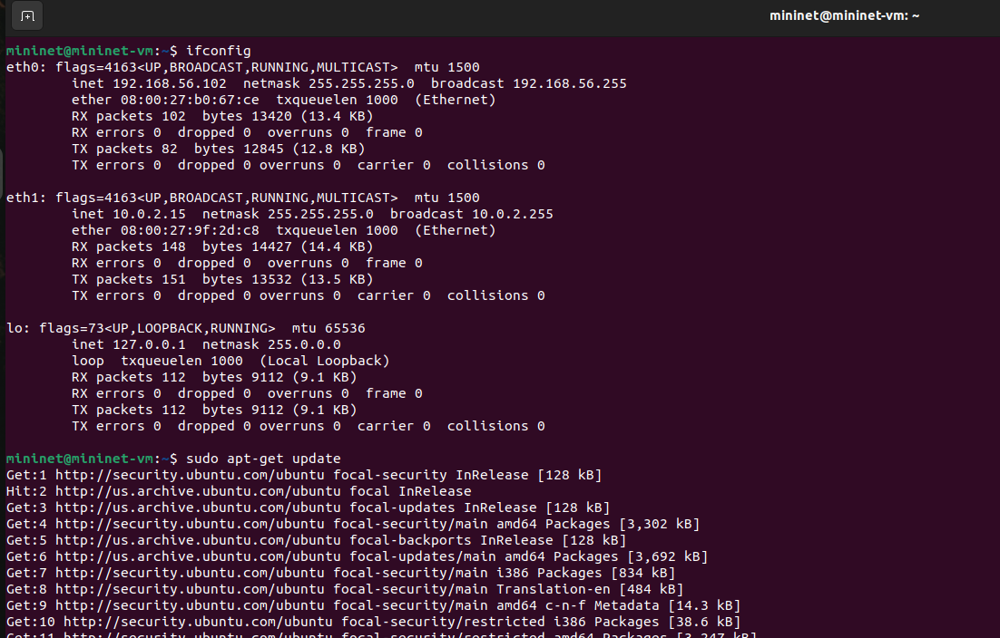 mininet@mininet-vm: ~
mininet@mininet-vm:~$ ifconfig
eth0: flags=4163<UP,BROADCAST,RUNNING,MULTICAST>  mtu 1500
        inet 192.168.56.102  netmask 255.255.255.0  broadcast 192.168.56.255
        ether 08:00:27:b0:67:ce  txqueuelen 1000  (Ethernet)
        RX packets 102  bytes 13420 (13.4 KB)
        RX errors 0  dropped 0  overruns 0  frame 0
        TX packets 82  bytes 12845 (12.8 KB)
        TX errors 0  dropped 0 overruns 0  carrier 0  collisions 0

eth1: flags=4163<UP,BROADCAST,RUNNING,MULTICAST>  mtu 1500
        inet 10.0.2.15  netmask 255.255.255.0  broadcast 10.0.2.255
        ether 08:00:27:9f:2d:c8  txqueuelen 1000  (Ethernet)
        RX packets 148  bytes 14427 (14.4 KB)
        RX errors 0  dropped 0  overruns 0  frame 0
        TX packets 151  bytes 13532 (13.5 KB)
        TX errors 0  dropped 0 overruns 0  carrier 0  collisions 0

lo: flags=73<UP,LOOPBACK,RUNNING>  mtu 65536
        inet 127.0.0.1  netmask 255.0.0.0
        loop  txqueuelen 1000  (Local Loopback)
        RX packets 112  bytes 9112 (9.1 KB)
        RX errors 0  dropped 0  overruns 0  frame 0
        TX packets 112  bytes 9112 (9.1 KB)
        TX errors 0  dropped 0 overruns 0  carrier 0  collisions 0

mininet@mininet-vm:~$ sudo apt-get update
Get:1 http://security.ubuntu.com/ubuntu focal-security InRelease [128 kB]
Hit:2 http://us.archive.ubuntu.com/ubuntu focal InRelease
Get:3 http://us.archive.ubuntu.com/ubuntu focal-updates InRelease [128 kB]
Get:4 http://security.ubuntu.com/ubuntu focal-security/main amd64 Packages [3,302 kB]
Get:5 http://us.archive.ubuntu.com/ubuntu focal-backports InRelease [128 kB]
Get:6 http://us.archive.ubuntu.com/ubuntu focal-updates/main amd64 Packages [3,692 kB]
Get:7 http://security.ubuntu.com/ubuntu focal-security/main i386 Packages [834 kB]
Get:8 http://security.ubuntu.com/ubuntu focal-security/main Translation-en [484 kB]
Get:9 http://security.ubuntu.com/ubuntu focal-security/main amd64 c-n-f Metadata [14.3 kB]
Get:10 http://security.ubuntu.com/ubuntu focal-security/restricted i386 Packages [38.6 kB]
Get:11 http://security.ubuntu.com/ubuntu focal-security/restricted amd64 Packages [3,247 kB]